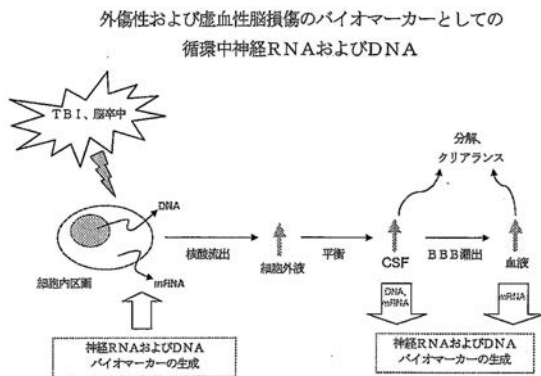 外傷性および虚血性脳損傷のバイオマーカーとしての
循環中神経RNAおよびDNA
TBI、脳卒中
分解、
クリアランス
DNA
核酸流出
細胞外液
平衡
CSF
BBB漏出
血液
細胞内区画
mRNA
DNA、
mRNA
mRNA
神経RNAおよびDNA
バイオマーカーの生成
神経RNAおよびDNA
バイオマーカーの生成